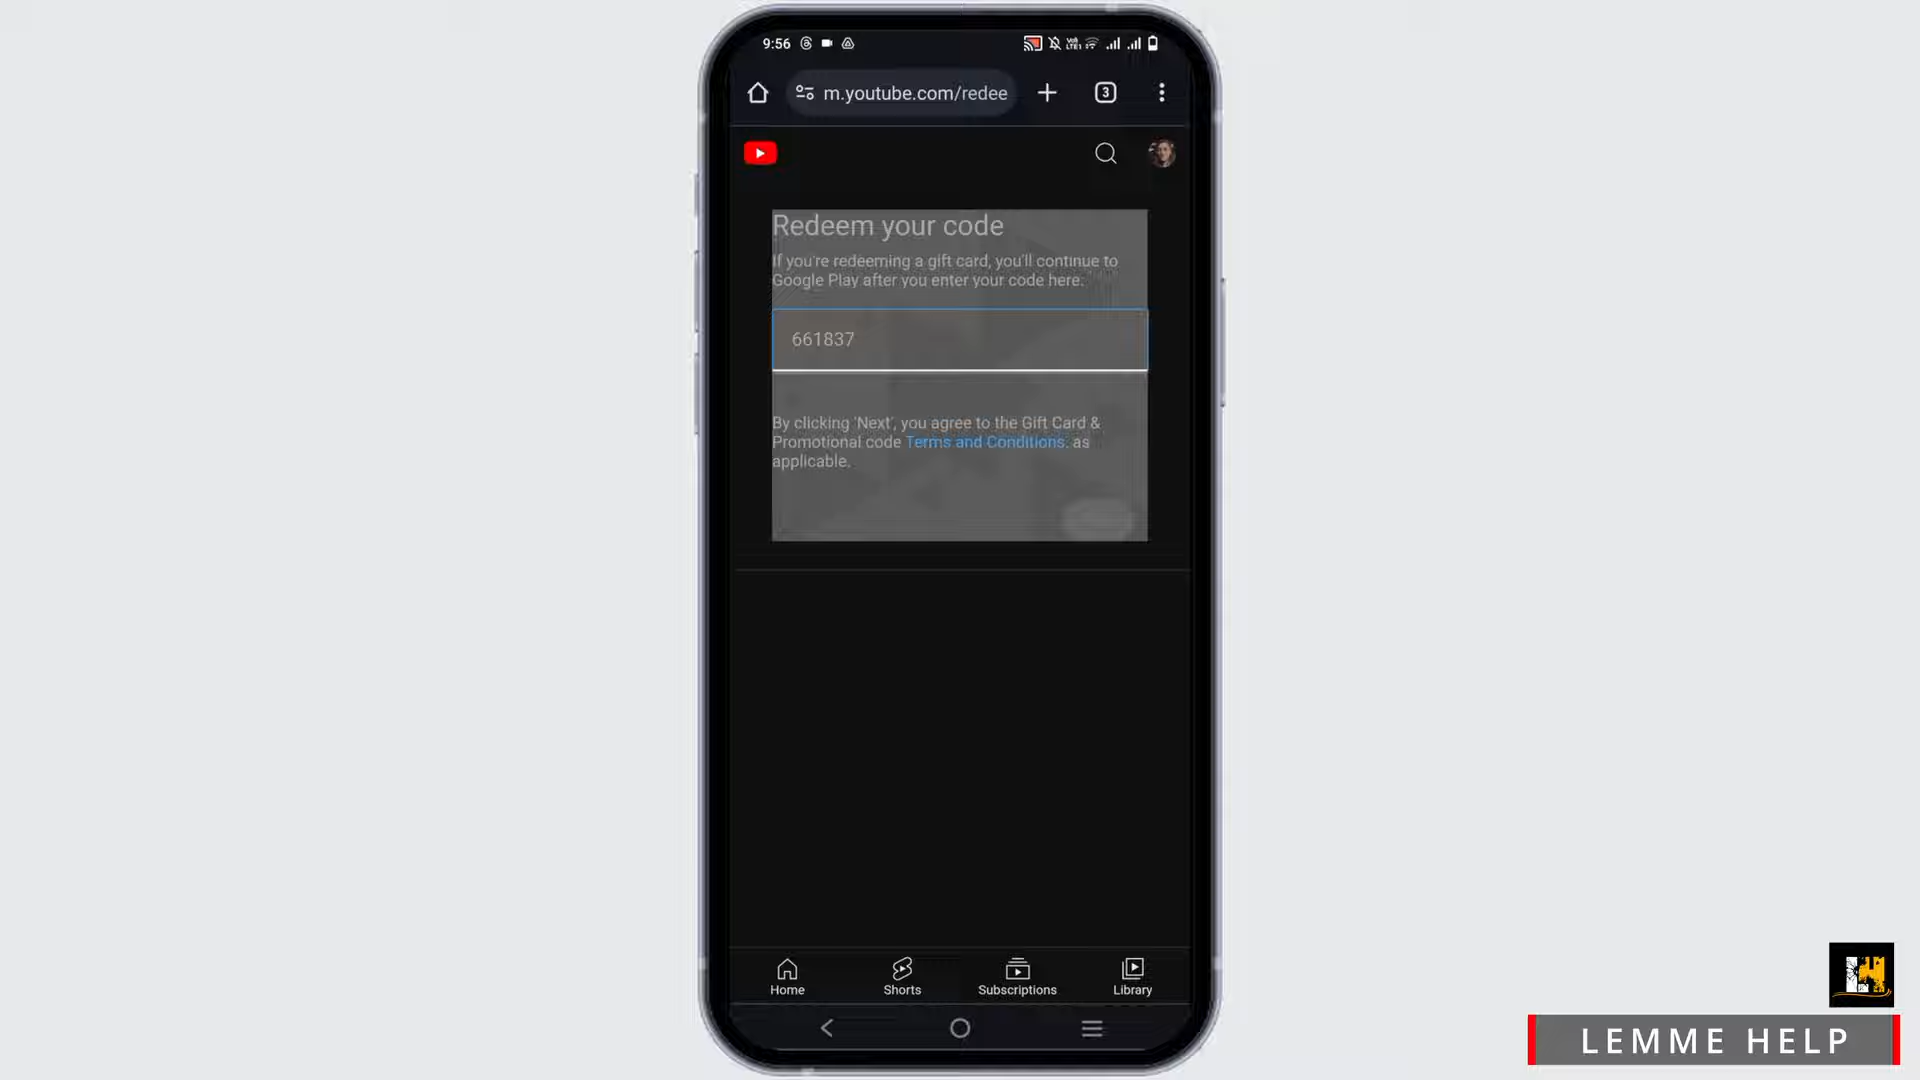 9:56
m.youtube.com/redee
3
Redeem your code
If you're redeeming a gift card, you'll continue to
Google Play after you enter your code here.
661837
By clicking 'Next', you agree to the Gift Card &
Promotional code Terms and Conditions. as
applicable.
Home
Shorts
Subscriptions
Library
LEMME HELP